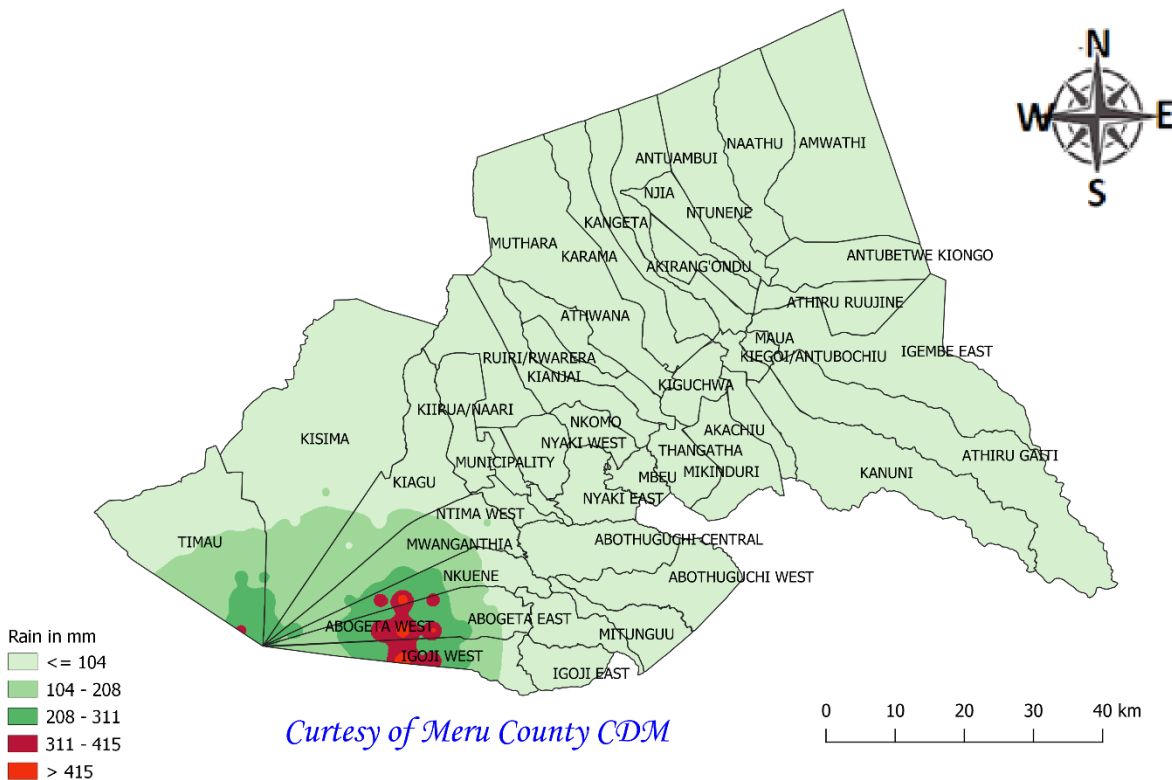 N
W E
S
AMWATHI
NAATHU
ANTUAMBUI
NJIA
NTUNENE
KANGETA
MUTHARA
KARAMA
ANTUBETWE KIONGO
AKIRANG'ONDU
ATHIRU RUUJINE
ATHWANA
MAUA
IGEMBE EAST
KIEGOI/ANTUBOCHIU
RUIRI/RWARERA
KIANJAI
KIGUCHWA
KIIRUA/NAARI
NKOMO
AKACHIU
KISIMA
NYAKI WEST
THANGATHA
ATHIRU GAITI
MUNICIPALITY
MIKINDURI
KANUNI
MBEU
KIAGU
NYAKI EAST
NTIMA WEST
TIMAU
MWANGANTHIA
ABOTHUGUCHI CENTRAL
NKUENE
ABOTHUGUCHI WEST
ABOGETA WEST
ABOGETA EAST
MITUNGUU
IGOJI WEST
IGOJI EAST
Rain in mm
<= 104
104 - 208
208 - 311
311 - 415
> 415
Curtesy of Meru County CDM
0 10 20 30 40 km